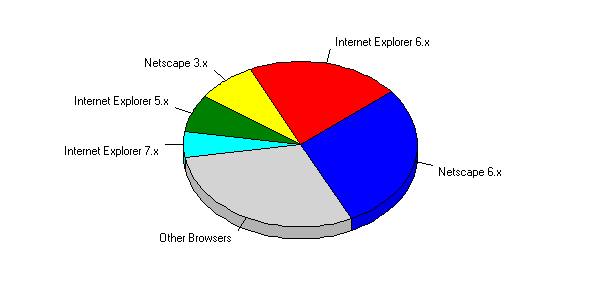 Internet Explorer 6.x
Netscape 3.x
Internet Explorer 5.x
Internet Explorer 7.x
Netscape 6.x
Other Browsers